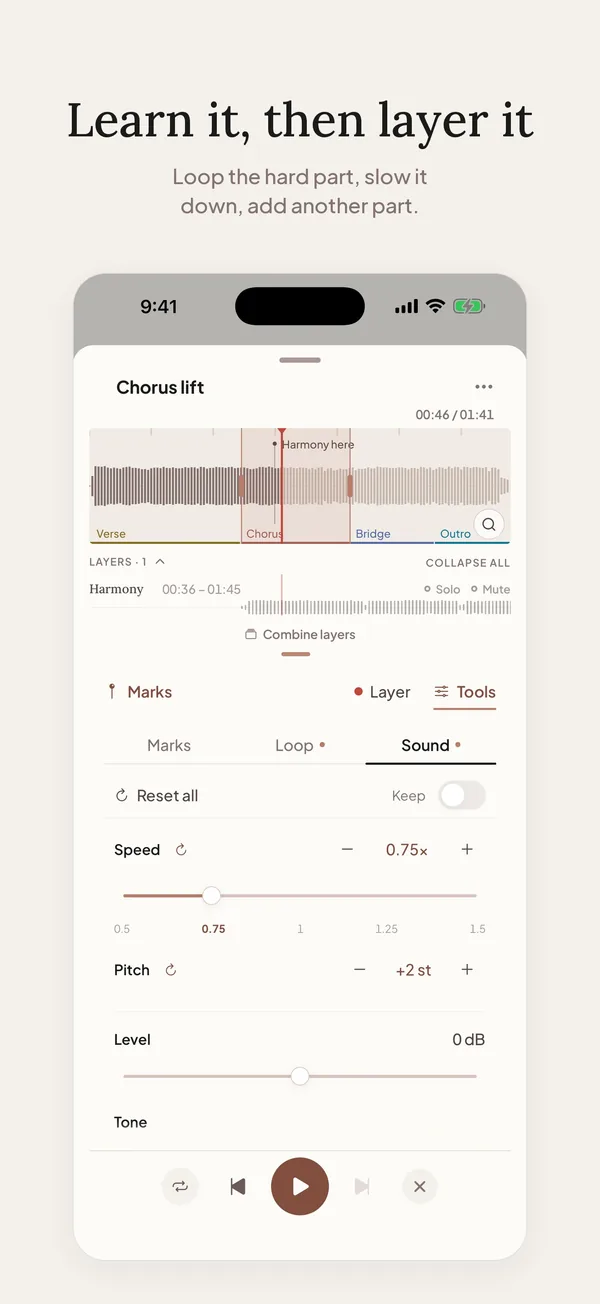 Learn it, then layer it
Loop the hard part, slow it
down, add another part.
9:41
Chorus lift
00:46 / 01:41
Harmony here
Verse
Chorus
Bridge
Outro
LAYERS · 1
COLLAPSE ALL
Harmony 00:36 – 01:45
Solo
Mute
Combine layers
Marks
Layer
Tools
Marks
Loop
Sound
Reset all
Keep
Speed
− 0.75× +
0.5 0.75 1 1.25 1.5
Pitch
− +2 st +
Level
0 dB
Tone